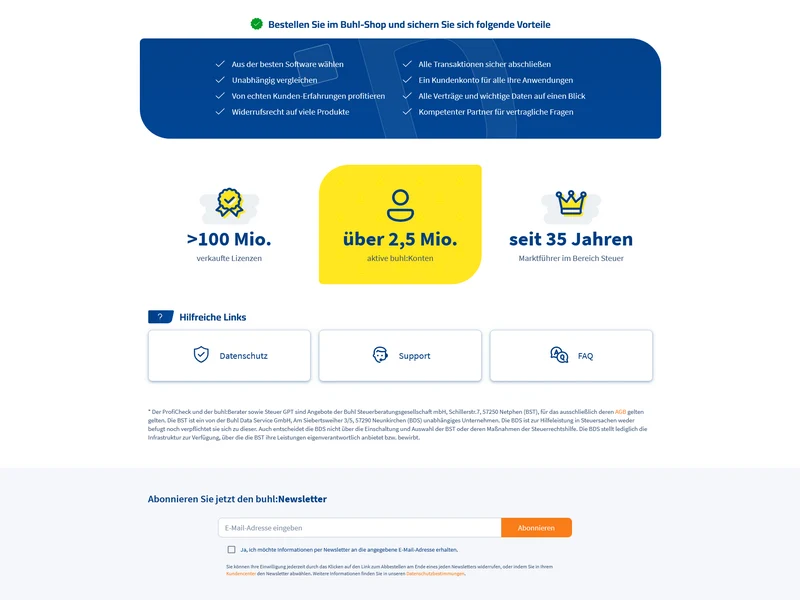 Bestellen Sie im Buhl-Shop und sichern Sie sich folgende Vorteile
Aus der besten Software wählen
Unabhängig vergleichen
Von echten Kunden-Erfahrungen profitieren
Widerrufsrecht auf viele Produkte
Alle Transaktionen sicher abschließen
Ein Kundenkonto für alle Ihre Anwendungen
Alle Verträge und wichtige Daten auf einen Blick
Kompetenter Partner für vertragliche Fragen
>100 Mio.
verkaufte Lizenzen
über 2,5 Mio.
aktive buhl:Konten
seit 35 Jahren
Marktführer im Bereich Steuer
? Hilfreiche Links
Datenschutz
Support
FAQ
* Der ProfiCheck und der buhl:Berater sowie Steuer GPT sind Angebote der Buhl Steuerberatungsgesellschaft mbH, Schillerstr.7, 57250 Netphen (BST), für das ausschließlich deren AGB gelten
gelten. Die BST ist ein von der Buhl Data Service GmbH, Am Siebertsweiher 3/5, 57290 Neunkirchen (BDS) unabhängiges Unternehmen. Die BDS ist zur Hilfeleistung in Steuersachen weder
befugt noch verpflichtet sie sich zu dieser. Auch entscheidet die BDS nicht über die Einschaltung und Auswahl der BST oder deren Maßnahmen der Steuerrechtshilfe. Die BDS stellt lediglich die
Infrastruktur zur Verfügung, über die die BST ihre Leistungen eigenverantwortlich anbietet bzw. bewirbt.
Abonnieren Sie jetzt den buhl:Newsletter
E-Mail-Adresse eingeben
Abonnieren
Ja, ich möchte Informationen per Newsletter an die angegebene E-Mail-Adresse erhalten.
Sie können Ihre Einwilligung jederzeit durch das Klicken auf den Link zum Abbestellen am Ende eines jeden Newsletters widerrufen, oder indem Sie in Ihrem
Kundencenter den Newsletter abwählen. Weitere Informationen finden Sie in unseren Datenschutzbestimmungen.